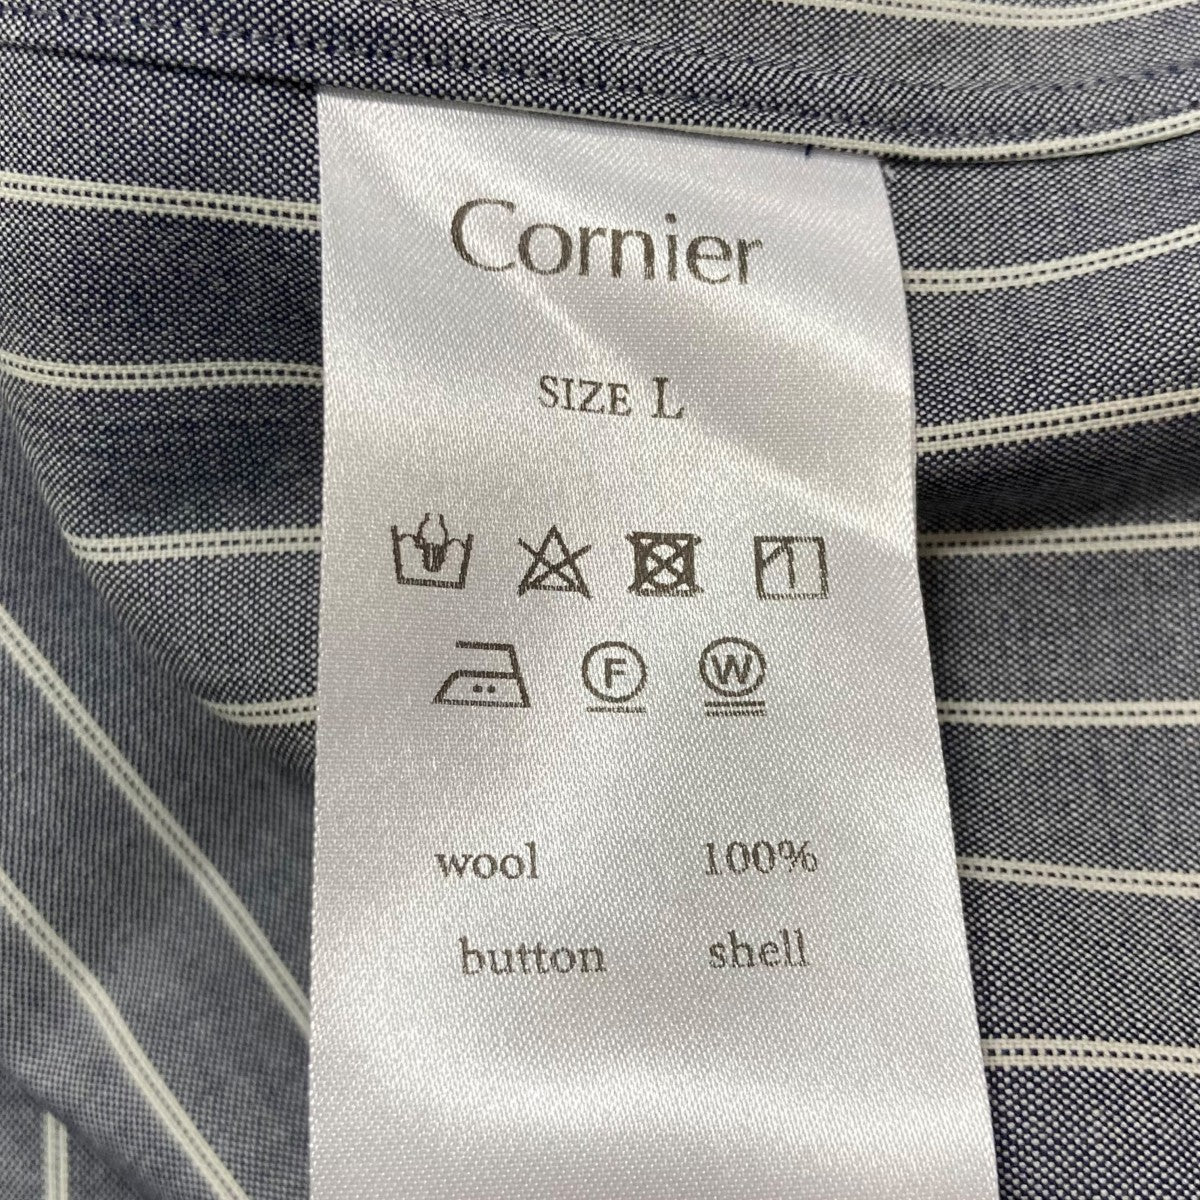 Cornier
SIZE L
F W
wool 100%
button shell